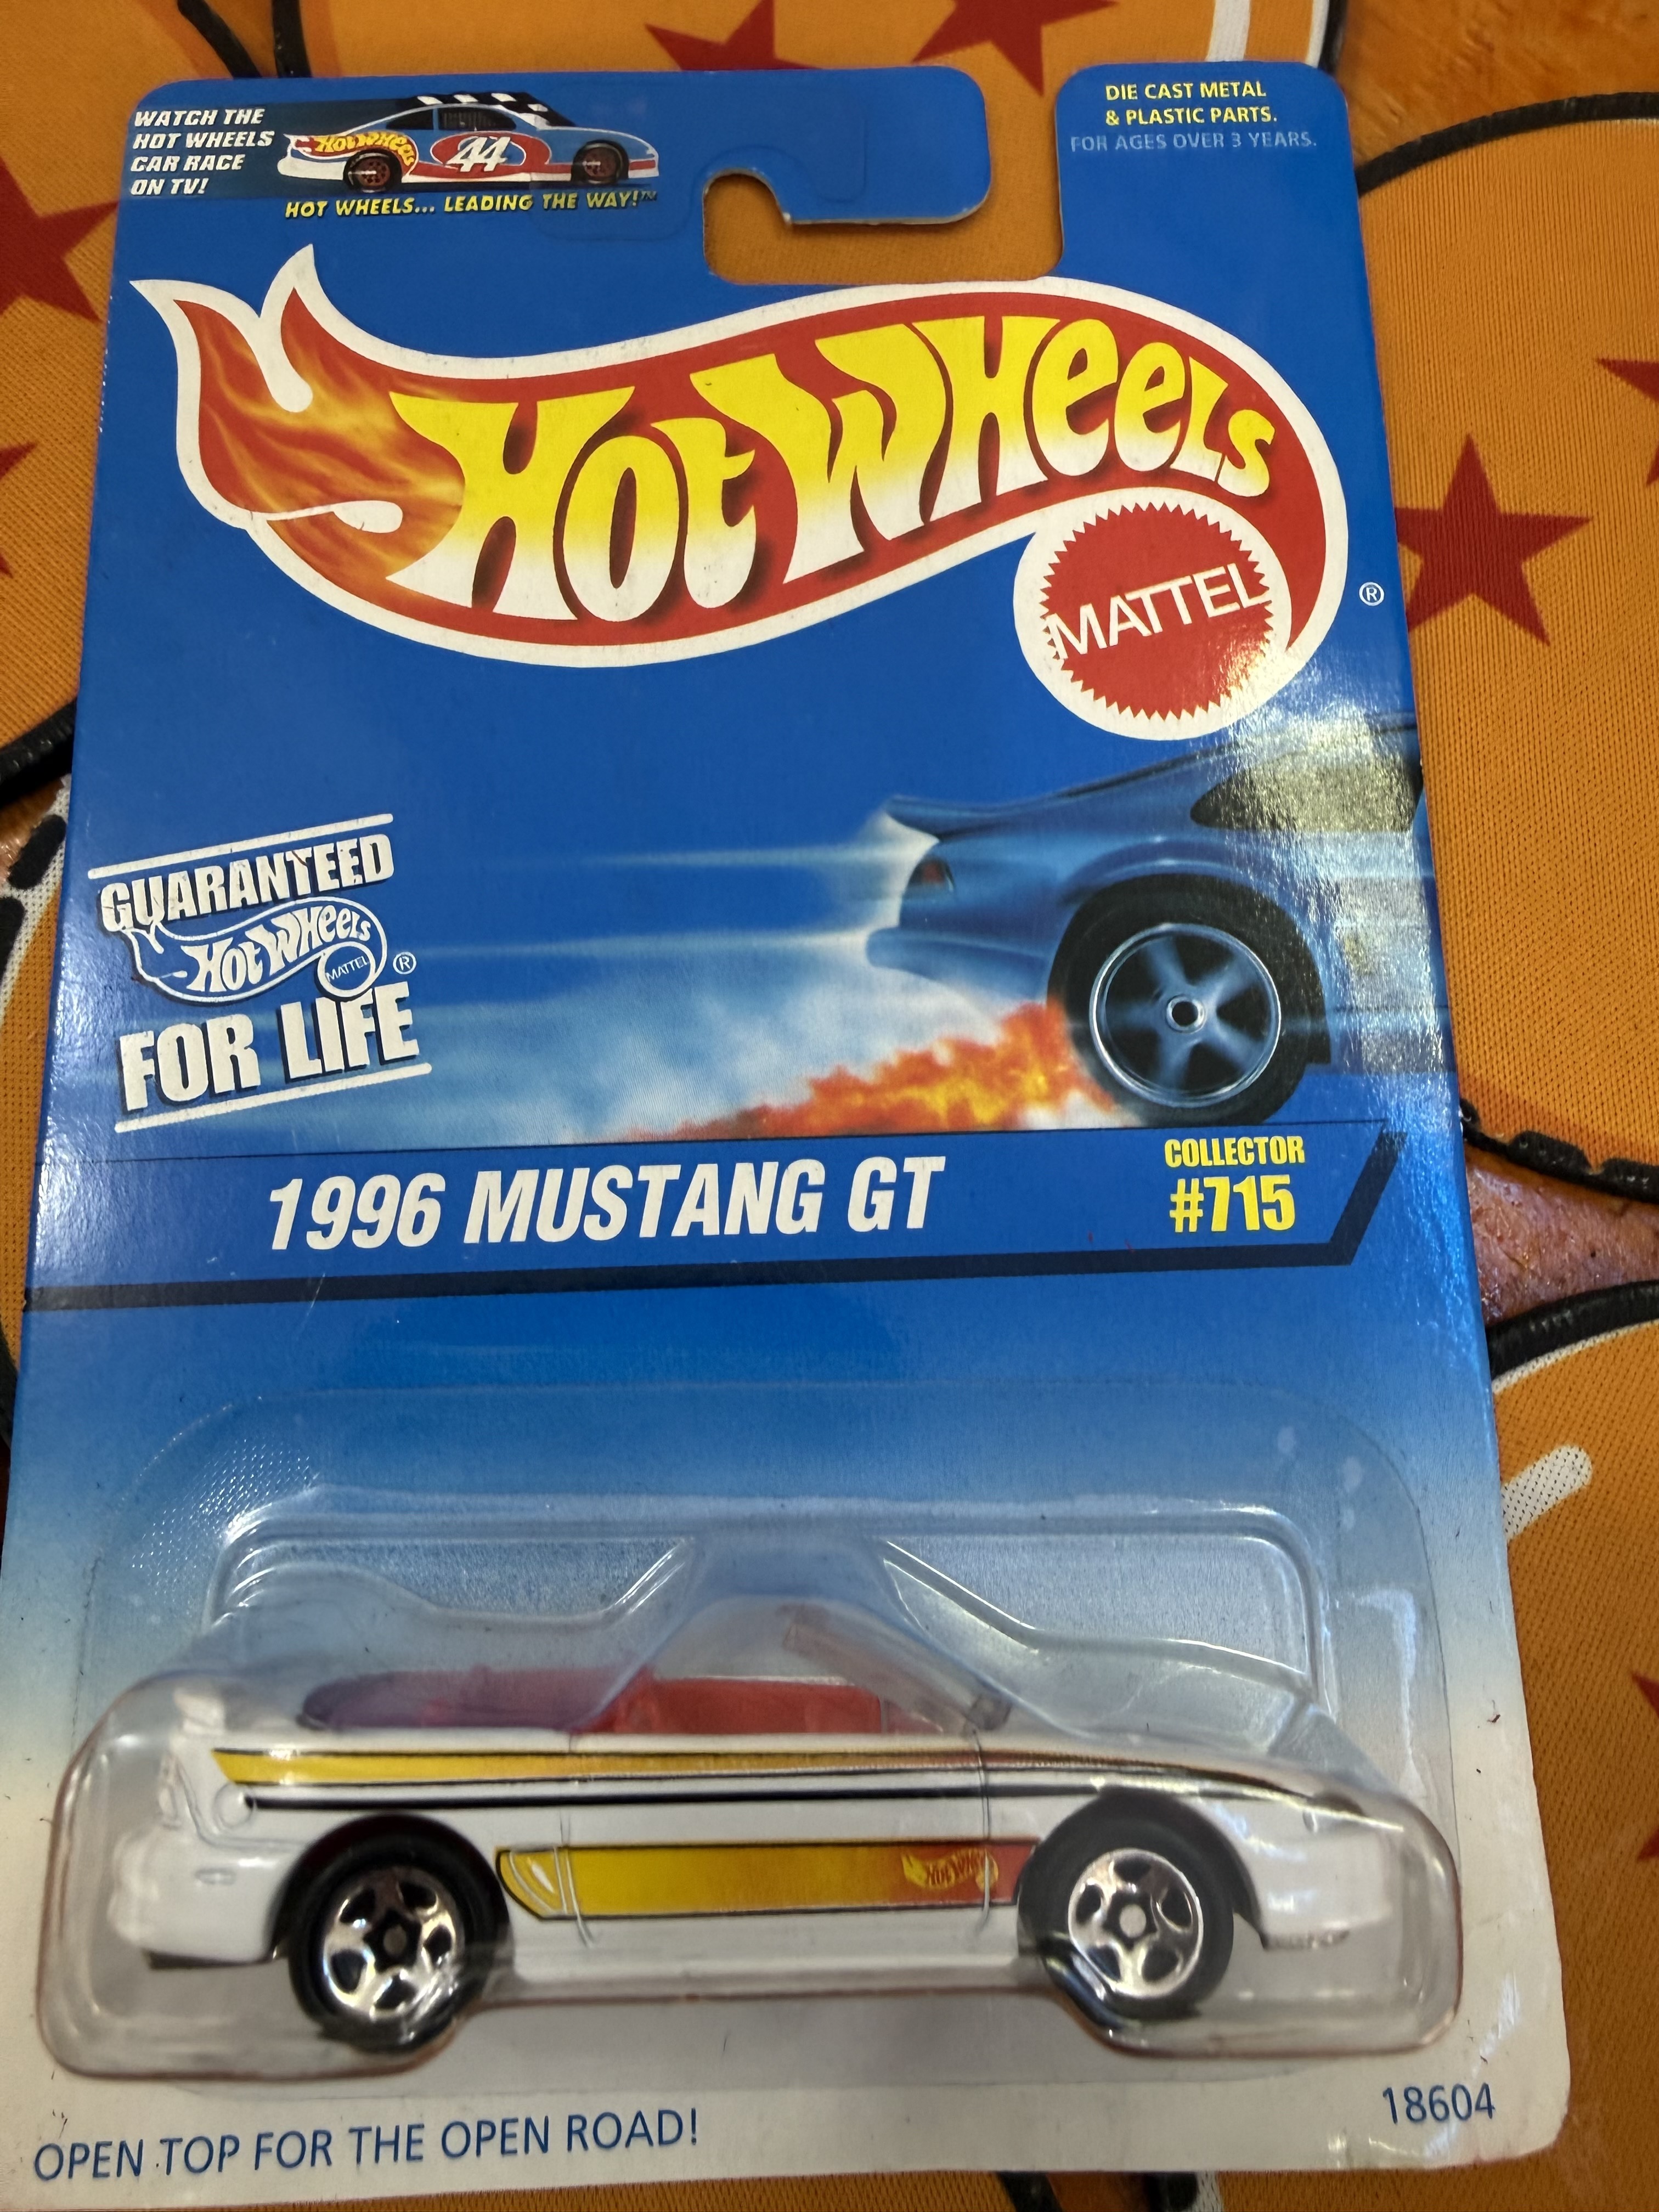 WATCH THE
HOT WHEELS
CAR RACE
ON TV!
HOT WHEELS
44
HOT WHEELS... LEADING THE WAY!™
DIE CAST METAL
& PLASTIC PARTS.
FOR AGES OVER 3 YEARS.
HOT WHEELS
MATTEL
®
GUARANTEED
HOT WHEELS
MATTEL
®
FOR LIFE
1996 MUSTANG GT
COLLECTOR
#715
HOT WHEELS
18604
OPEN TOP FOR THE OPEN ROAD!